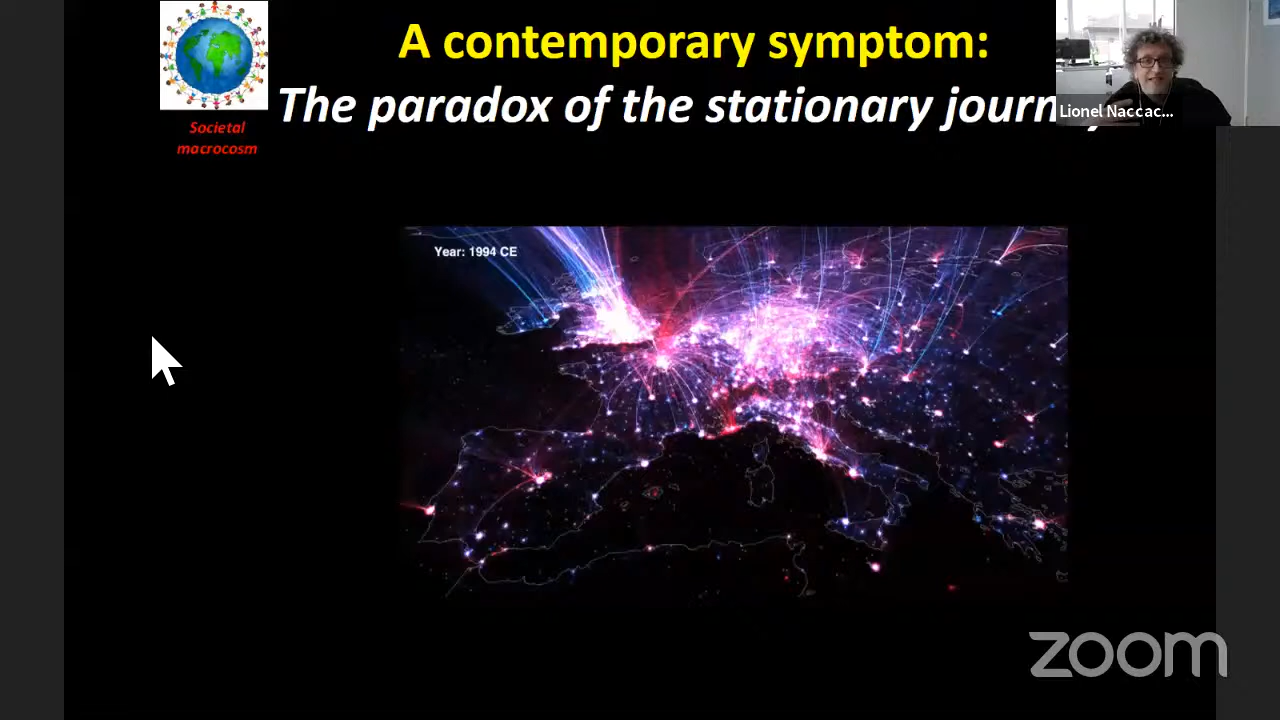 A contemporary symptom:
The paradox of the stationary journ
Societal
macrocosm
Lionel Naccac...
Year: 1994 CE
zoom